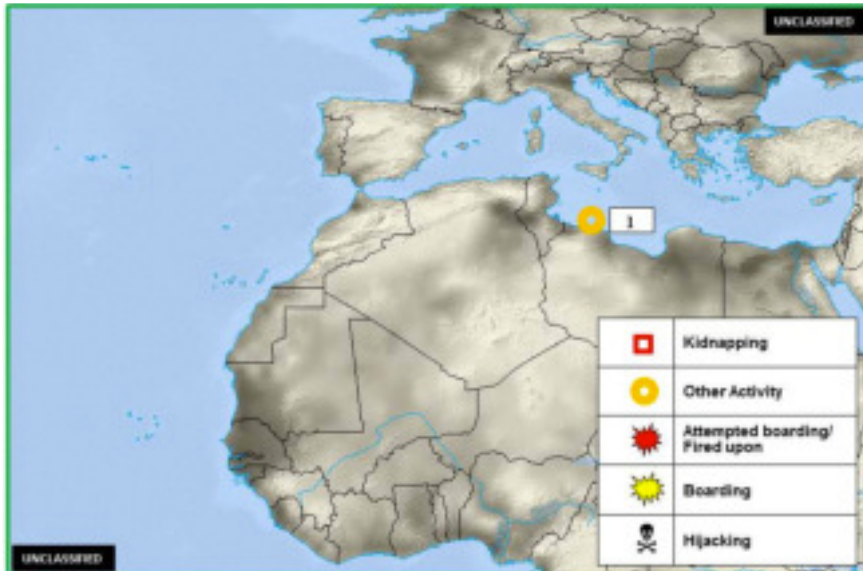 UNCLASSIFIED
1
Kidnapping
Other Activity
Attempted boarding/
Fired upon
Boarding
Hijacking
UNCLASSIFIED